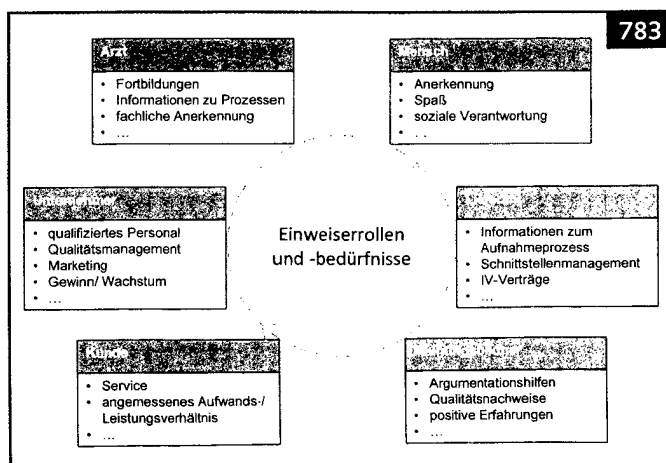 783
Arzt
• Fortbildungen
• Informationen zu Prozessen
• fachliche Anerkennung
• …
Mensch
• Anerkennung
• Spaß
• soziale Verantwortung
• . .
Unternehmer
• qualifiziertes Personal
• Qualitätsmanagement
• Marketing
• Gewinn/ Wachstum
• …
Einweiserrollen
und -bedürfnisse
• Informationen zum
Aufnahmeprozess
• Schnittstellenmanagement
• IV-Verträge
• …
Kunde
• Service
• angemessenes Aufwands-/
Leistungsverhältnis
• …
• Argumentationshilfen
• Qualitätsnachweise
• positive Erfahrungen
• …